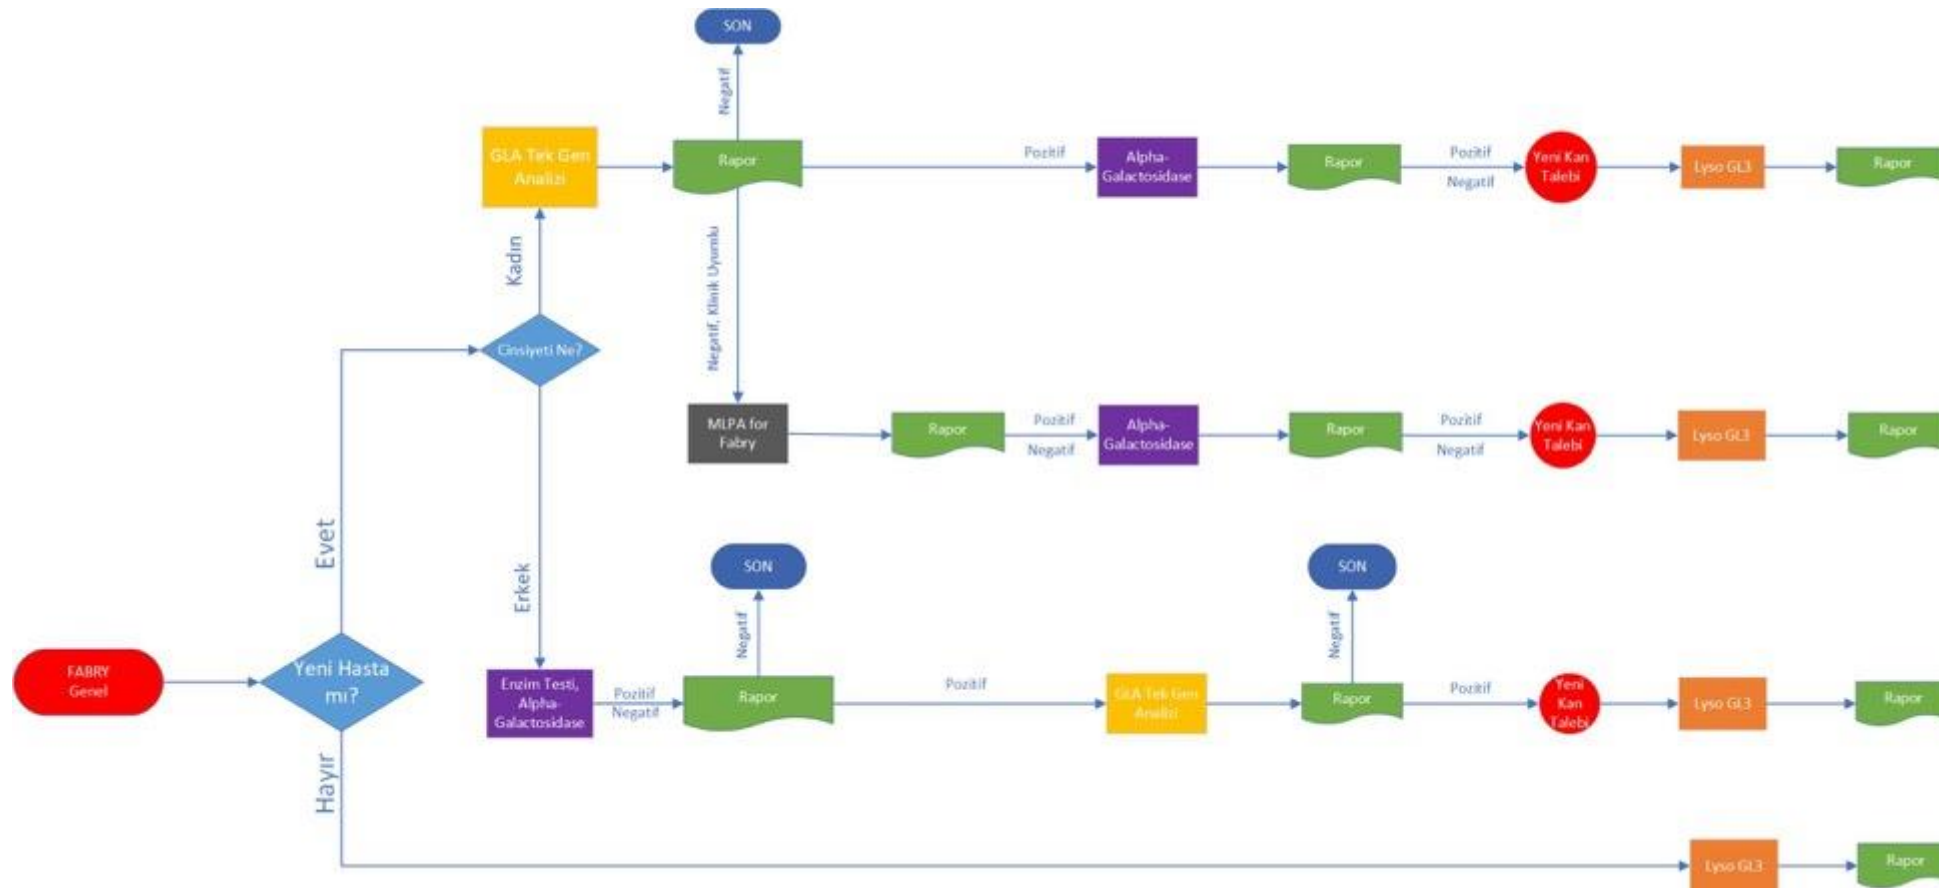 SON
Negatif
GLA Tek Gen
Analizi
Rapor
Pozitif
Alpha-
Galactosidase
Rapor
Pozitif
Negatif
Yeni Kan
Talebi
Lyso GL3
Rapor
Kadın
Negatif, Klinik Uyumlu
Cinsiyeti Ne?
MLPA for
Fabry
Rapor
Pozitif
Negatif
Alpha-
Galactosidase
Rapor
Pozitif
Negatif
Yeni Kan
Talebi
Lyso GL3
Rapor
Evet
Erkek
SON
Negatif
SON
Negatif
FABRY
Genel
Yeni Hasta
mı?
Enzim Testi,
Alpha-
Galactosidase
Pozitif
Negatif
Rapor
Pozitif
GLA Tek Gen
Analizi
Rapor
Pozitif
Yeni
Kan
Talebi
Lyso GL3
Rapor
Hayır
Lyso GL3
Rapor